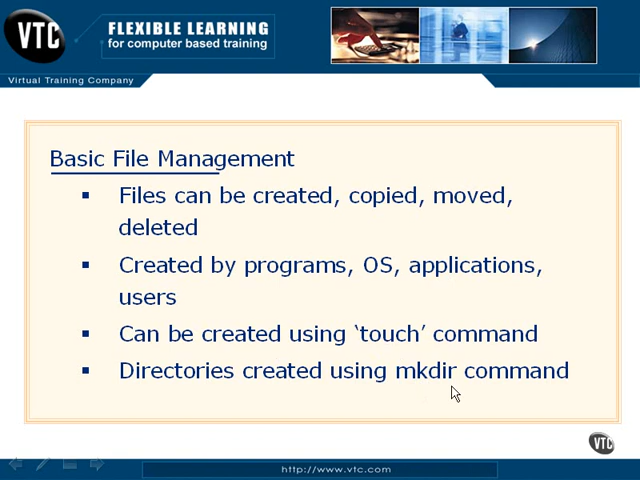 VTC
FLEXIBLE LEARNING
for computer based training
Virtual Training Company
Basic File Management
▪ Files can be created, copied, moved,
deleted
▪ Created by programs, OS, applications,
users
▪ Can be created using ‘touch’ command
▪ Directories created using mkdir command
VTC
http://www.vtc.com